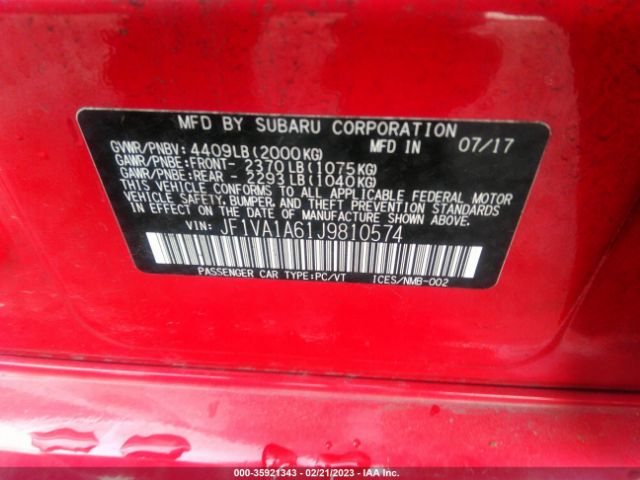 MFD BY SUBARU CORPORATION
GVWR/PNBV: 4409LB(2000KG) MFD IN 07/17
GAWR/PNBE:FRONT- 2370LB(1075KG)
GAWR/PNBE:REAR - 2293LB(1040KG)
THIS VEHICLE CONFORMS TO ALL APPLICABLE FEDERAL MOTOR
VEHICLE SAFETY, BUMPER, AND THEFT PREVENTION STANDARDS
IN EFFECT ON THE DATE OF MANUFACTURE SHOWN ABOVE.
VIN: JF1VA1A61J9810574
PASSENGER CAR TYPE:PC/VT ICES/NMB-002
000-35921343 - 02/21/2023 - IAA Inc.